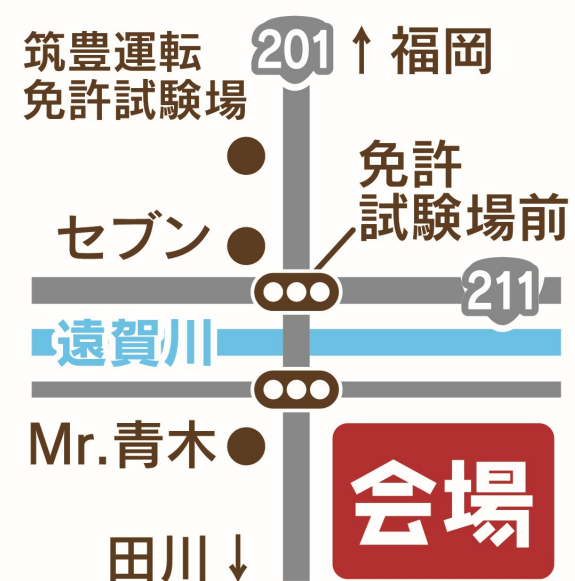 筑豊運転
免許試験場
201
↑福岡
免許
試験場前
セブン
211
遠賀川
Mr.青木
会場
田川↓